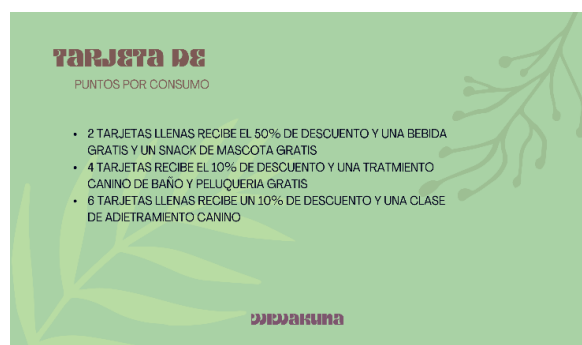 TARJETA DE
PUNTOS POR CONSUMO
• 2 TARJETAS LLENAS RECIBE EL 50% DE DESCUENTO Y UNA BEBIDA
GRATIS Y UN SNACK DE MASCOTA GRATIS
• 4 TARJETAS RECIBE EL 10% DE DESCUENTO Y UNA TRATMIENTO
CANINO DE BAÑO Y PELUQUERIA GRATIS
• 6 TARJETAS LLENAS RECIBE UN 10% DE DESCUENTO Y UNA CLASE
DE ADIETRAMIENTO CANINO
WIWAKUNA